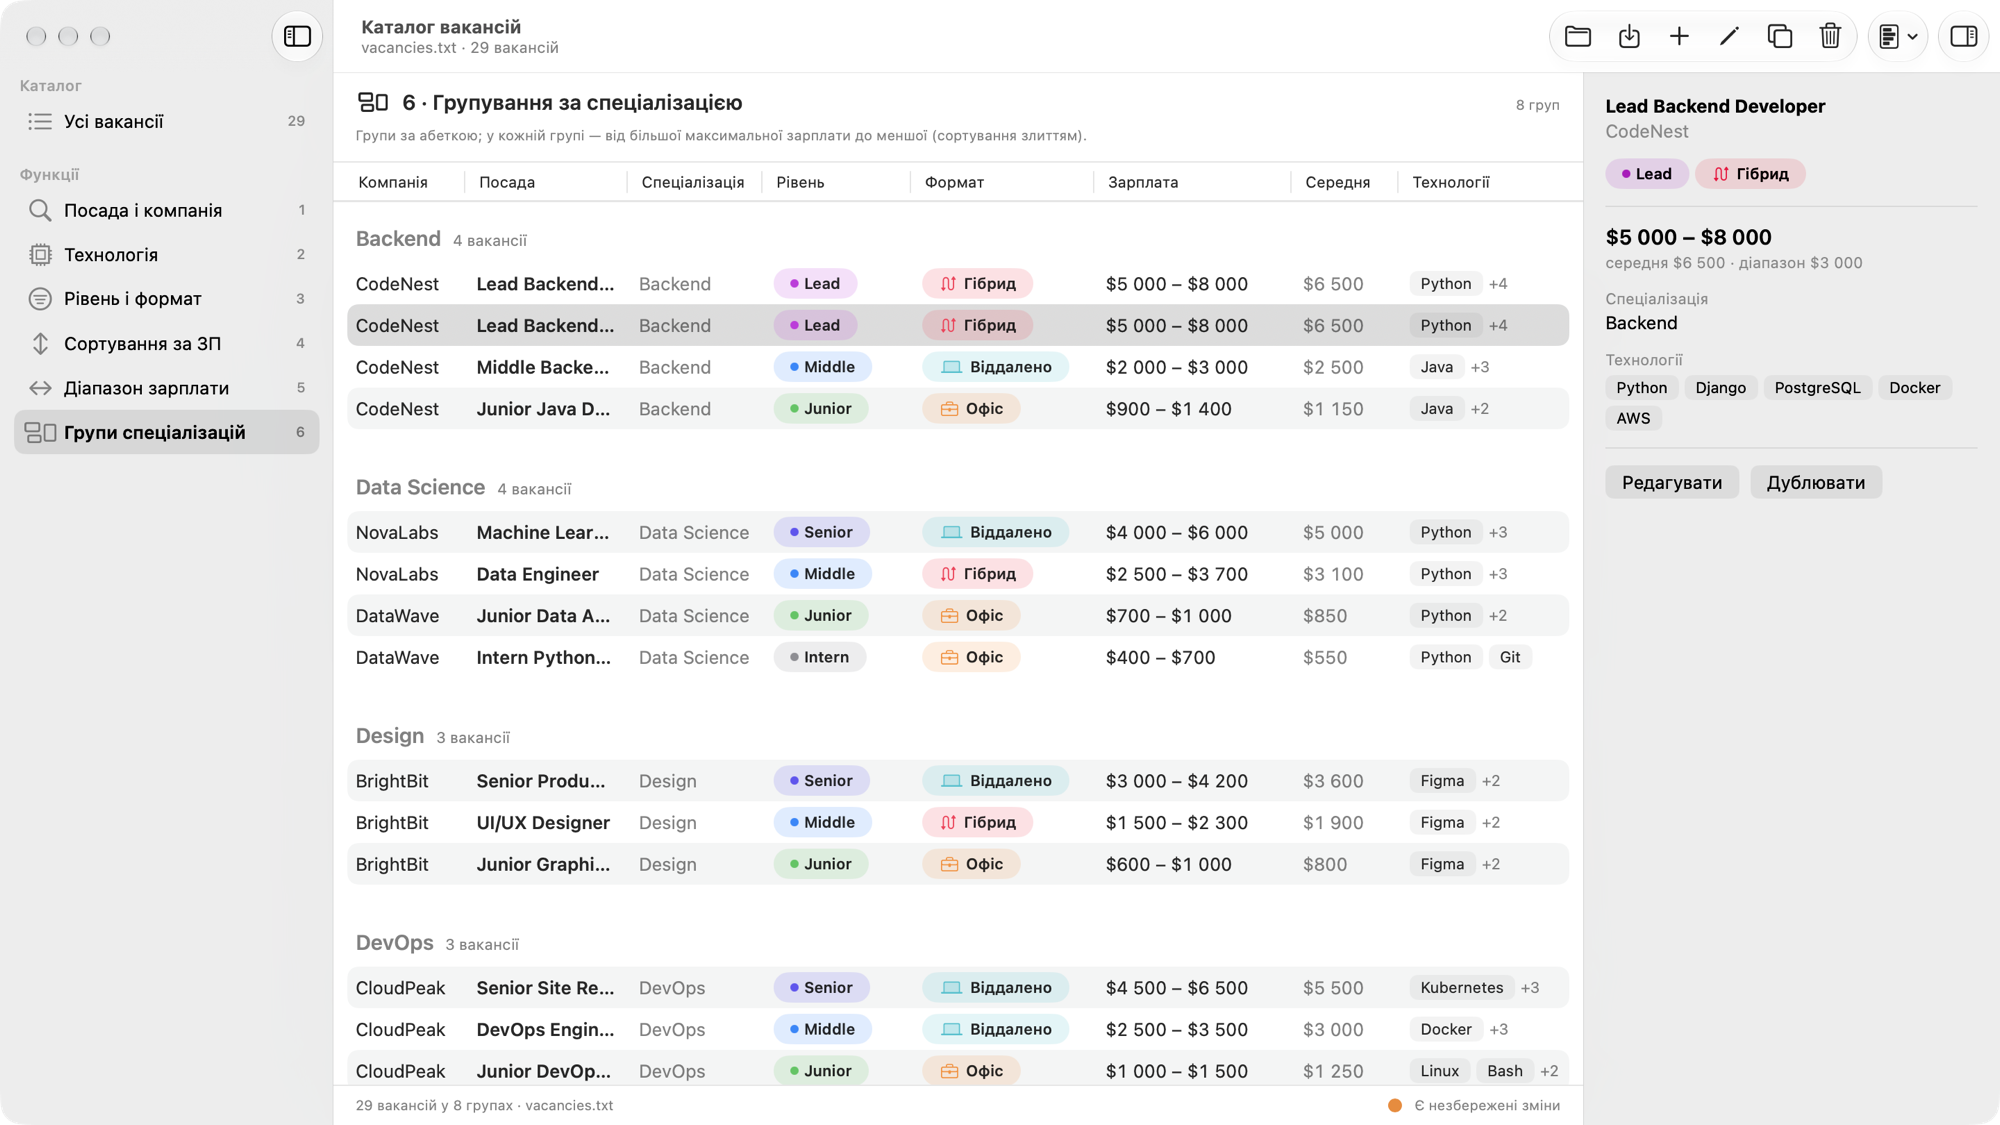 Каталог вакансій
vacancies.txt · 29 вакансій
Каталог
Усі вакансії 29
Функції
Посада і компанія 1
Технологія 2
Рівень і формат 3
Сортування за ЗП 4
Діапазон зарплати 5
Групи спеціалізацій 6
6 · Групування за спеціалізацією
8 груп
Групи за абеткою; у кожній групі — від більшої максимальної зарплати до меншої (сортування злиттям).
Компанія Посада Спеціалізація Рівень Формат Зарплата Середня Технології
Backend 4 вакансії
CodeNest Lead Backend... Backend Lead Гібрид $5 000 – $8 000 $6 500 Python +4
CodeNest Lead Backend... Backend Lead Гібрид $5 000 – $8 000 $6 500 Python +4
CodeNest Middle Backe... Backend Middle Віддалено $2 000 – $3 000 $2 500 Java +3
CodeNest Junior Java D... Backend Junior Офіс $900 – $1 400 $1 150 Java +2
Data Science 4 вакансії
NovaLabs Machine Lear... Data Science Senior Віддалено $4 000 – $6 000 $5 000 Python +3
NovaLabs Data Engineer Data Science Middle Гібрид $2 500 – $3 700 $3 100 Python +3
DataWave Junior Data A... Data Science Junior Офіс $700 – $1 000 $850 Python +2
DataWave Intern Python... Data Science Intern Офіс $400 – $700 $550 Python Git
Design 3 вакансії
BrightBit Senior Produ... Design Senior Віддалено $3 000 – $4 200 $3 600 Figma +2
BrightBit UI/UX Designer Design Middle Гібрид $1 500 – $2 300 $1 900 Figma +2
BrightBit Junior Graphi... Design Junior Офіс $600 – $1 000 $800 Figma +2
DevOps 3 вакансії
CloudPeak Senior Site Re... DevOps Senior Віддалено $4 500 – $6 500 $5 500 Kubernetes +3
CloudPeak DevOps Engin... DevOps Middle Віддалено $2 500 – $3 500 $3 000 Docker +3
CloudPeak Junior DevOp... DevOps Junior Офіс $1 000 – $1 500 $1 250 Linux Bash +2
29 вакансій у 8 групах · vacancies.txt
Є незбережені зміни
Lead Backend Developer
CodeNest
Lead Гібрид
$5 000 – $8 000
середня $6 500 · діапазон $3 000
Спеціалізація
Backend
Технології
Python Django PostgreSQL Docker
AWS
Редагувати Дублювати